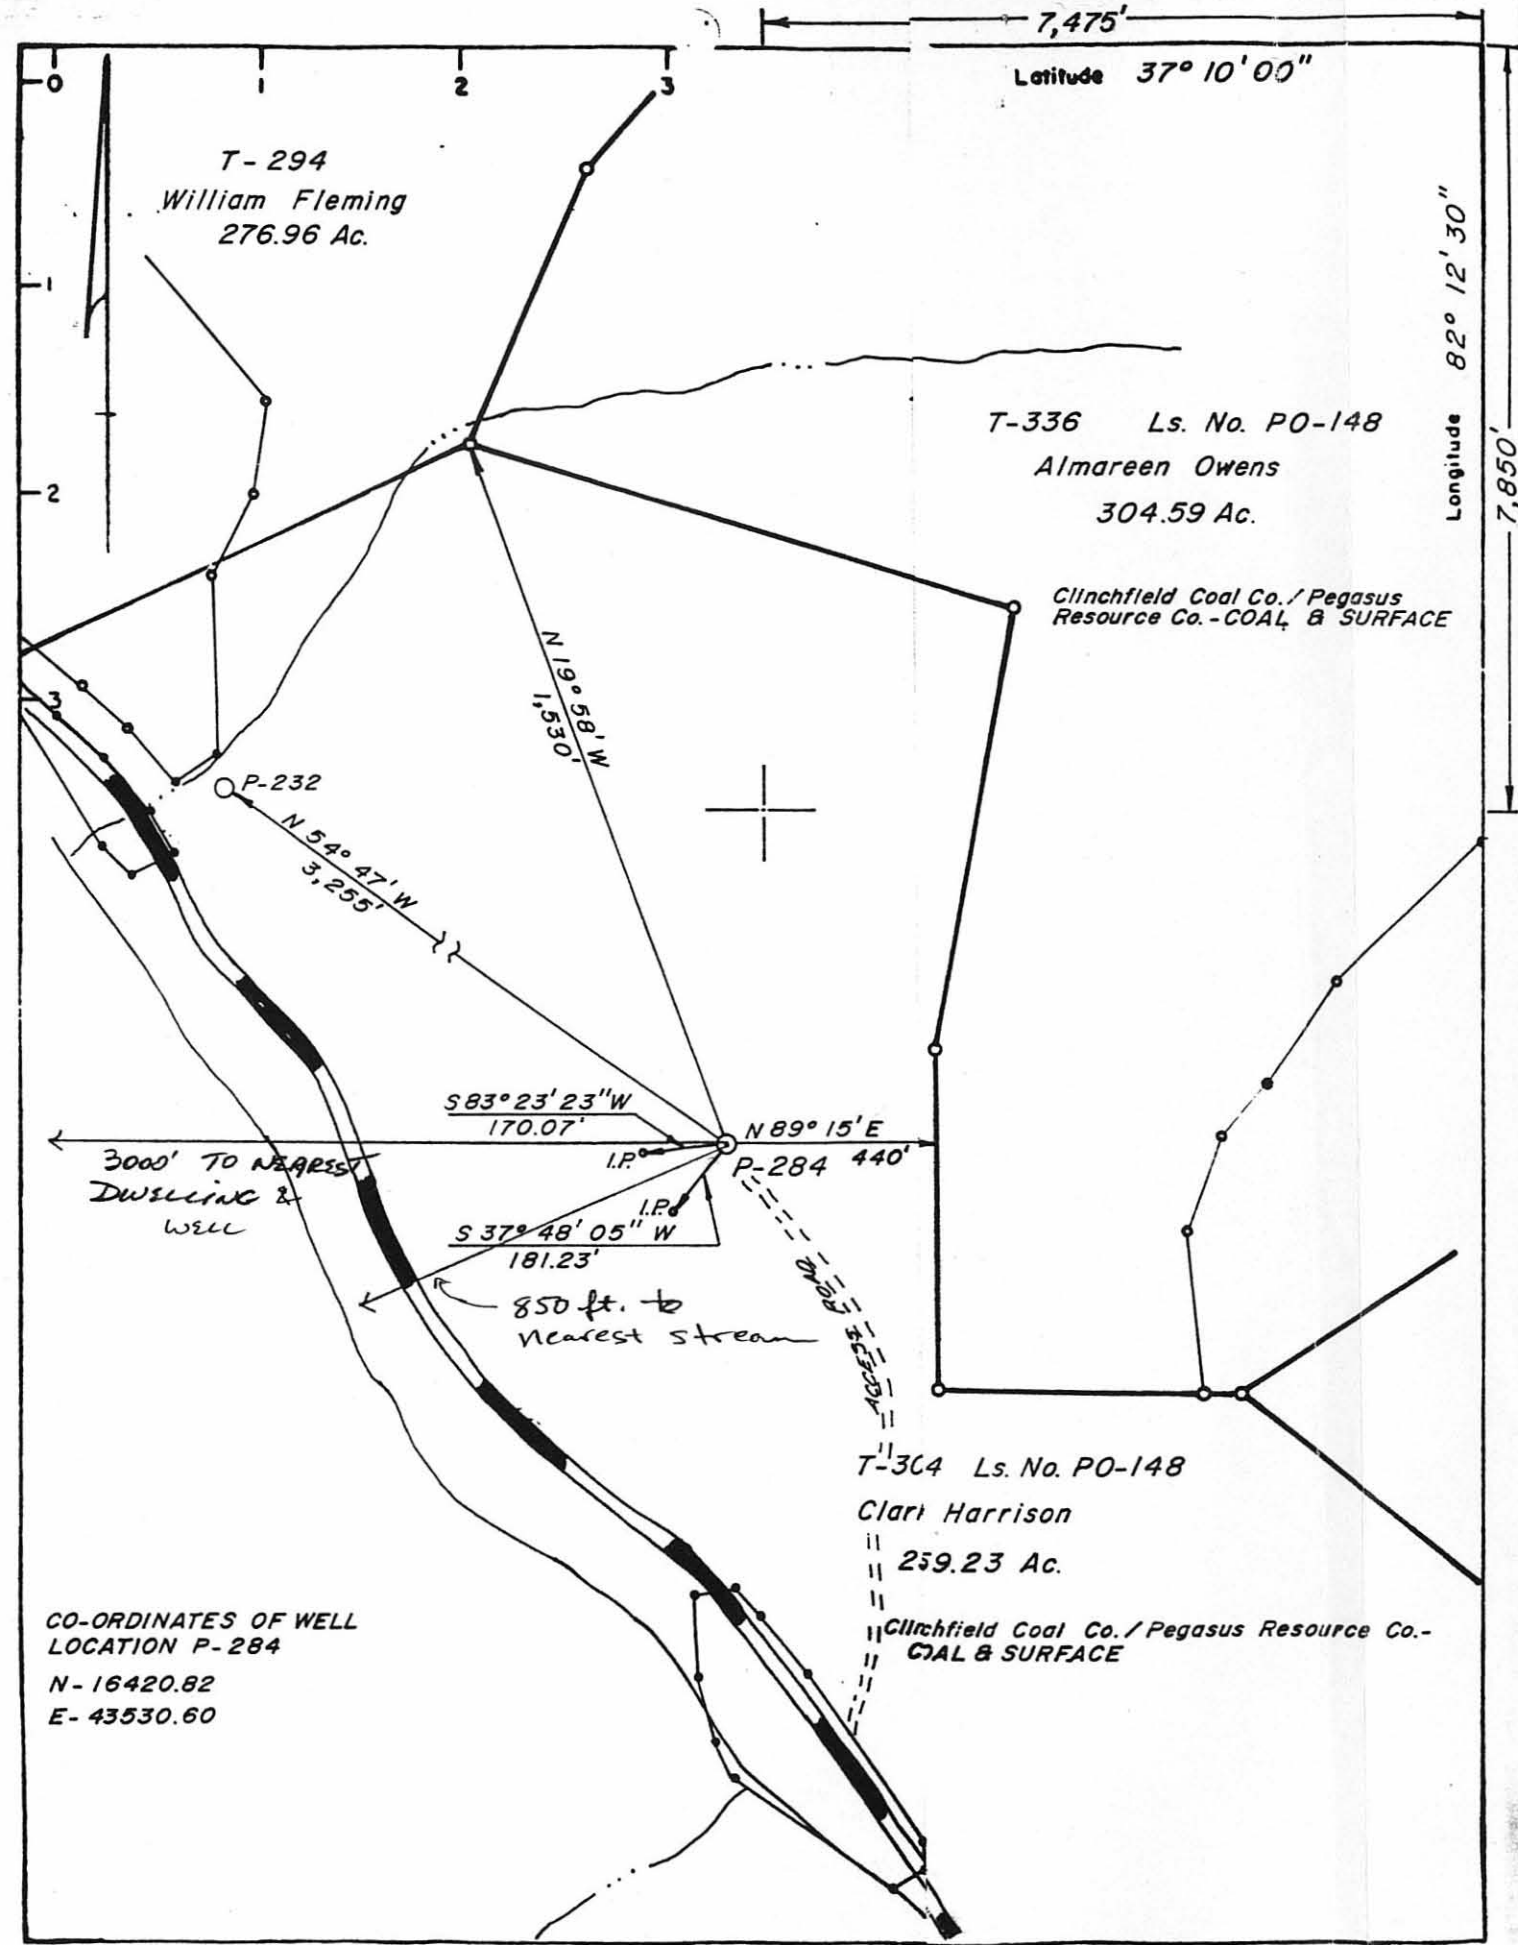 7,475'
Latitude 37° 10' 00"
0
1
2
3
T-294
William Fleming
276.96 Ac.
1
2
3
Longitude 82° 12' 30"
7,850'
T-336 Ls. No. PO-148
Almareen Owens
304.59 Ac.
Clinchfield Coal Co./Pegasus
Resource Co.-COAL & SURFACE
N 19° 58' W
1,530'
P-232
N 54° 47' W
3,255'
S 83° 23' 23" W
170.07'
I.P.
N 89° 15' E
440'
P-284
3000' TO NEAREST
DWELLING &
WELL
I.P.
S 37° 48' 05" W
181.23'
850 ft. to
nearest stream
ACCESS ROAD
Ls. No. PO-148
Harrison
Ac.
Clinchfield Coal Co./Pegasus Resource Co.-
COAL & SURFACE
CO-ORDINATES OF WELL
LOCATION P-284
N-16420.82
E-43530.60